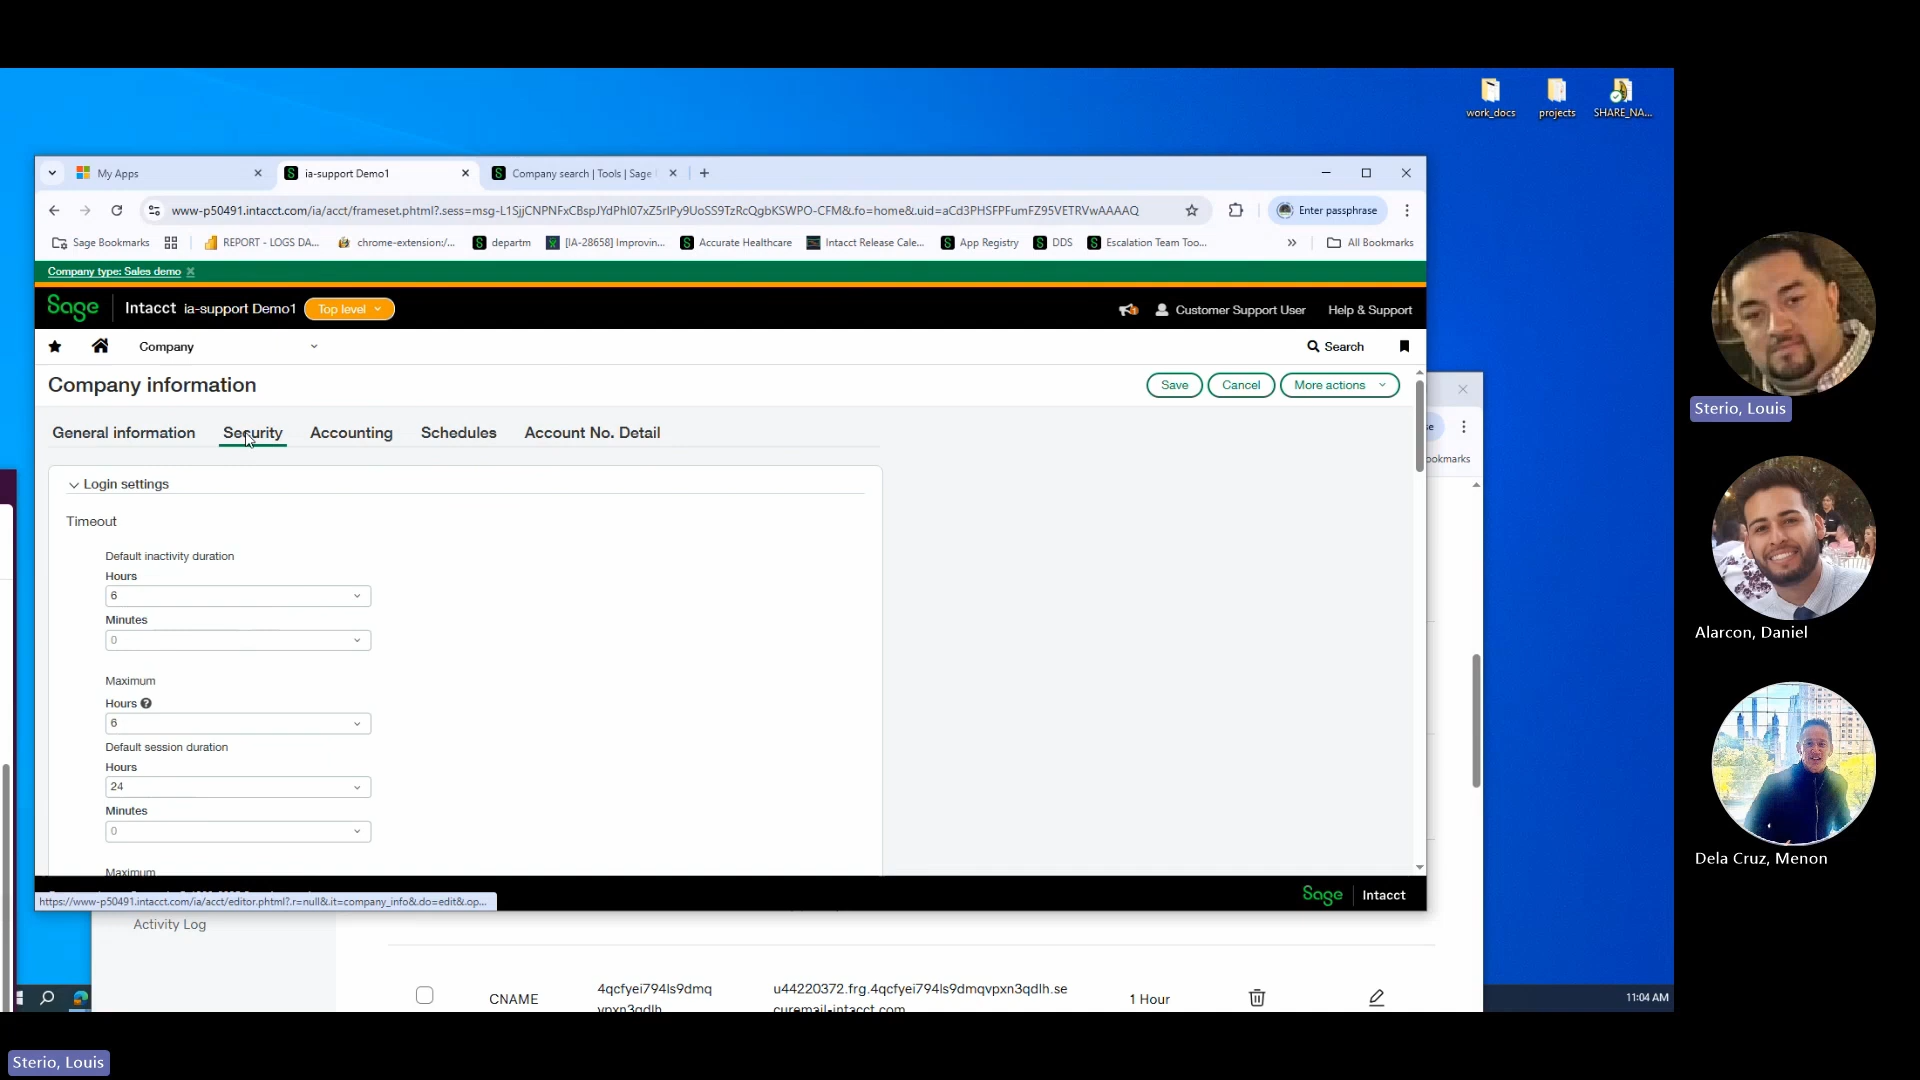 work_docs
projects
SHARE_NA...
My Apps
ia-support Demo1
Company search | Tools | Sage
www-p50491.intacct.com/ia/acct/frameset.phtml?.sess=msg-L1SjjCNPNFxCBspJYdPhl07xZ5rIPy9UoSS9TzRcQgbKSWPO-CFM&.fo=home&.uid=aCd3PHSFPFumFZ95VETRVwAAAAQ
Enter passphrase
Sage Bookmarks
REPORT - LOGS DA...
chrome-extension:/...
departm
[IA-28658] Improvin...
Accurate Healthcare
Intacct Release Cale...
App Registry
DDS
Escalation Team Too...
All Bookmarks
Company type: Sales demo
Sage Intacct ia-support Demo1 Top level
Customer Support User
Help & Support
Company
Search
Company information
Save
Cancel
More actions
General information
Security
Accounting
Schedules
Account No. Detail
Login settings
Timeout
Default inactivity duration
Hours
6
Minutes
0
Maximum
Hours
6
Default session duration
Hours
24
Minutes
0
Maximum
https://www-p50491.intacct.com/ia/acct/editor.phtml?.r=null&.it=company_info&.do=edit&.op...
Sage Intacct
ookmarks
Activity Log
CNAME
4qcfyei794ls9dmq
vpxn3qdlh
u44220372.frg.4qcfyei794ls9dmqvpxn3qdlh.se
curemail-intacct.com
1 Hour
11:04 AM
Sterio, Louis
Alarcon, Daniel
Dela Cruz, Menon
Sterio, Louis